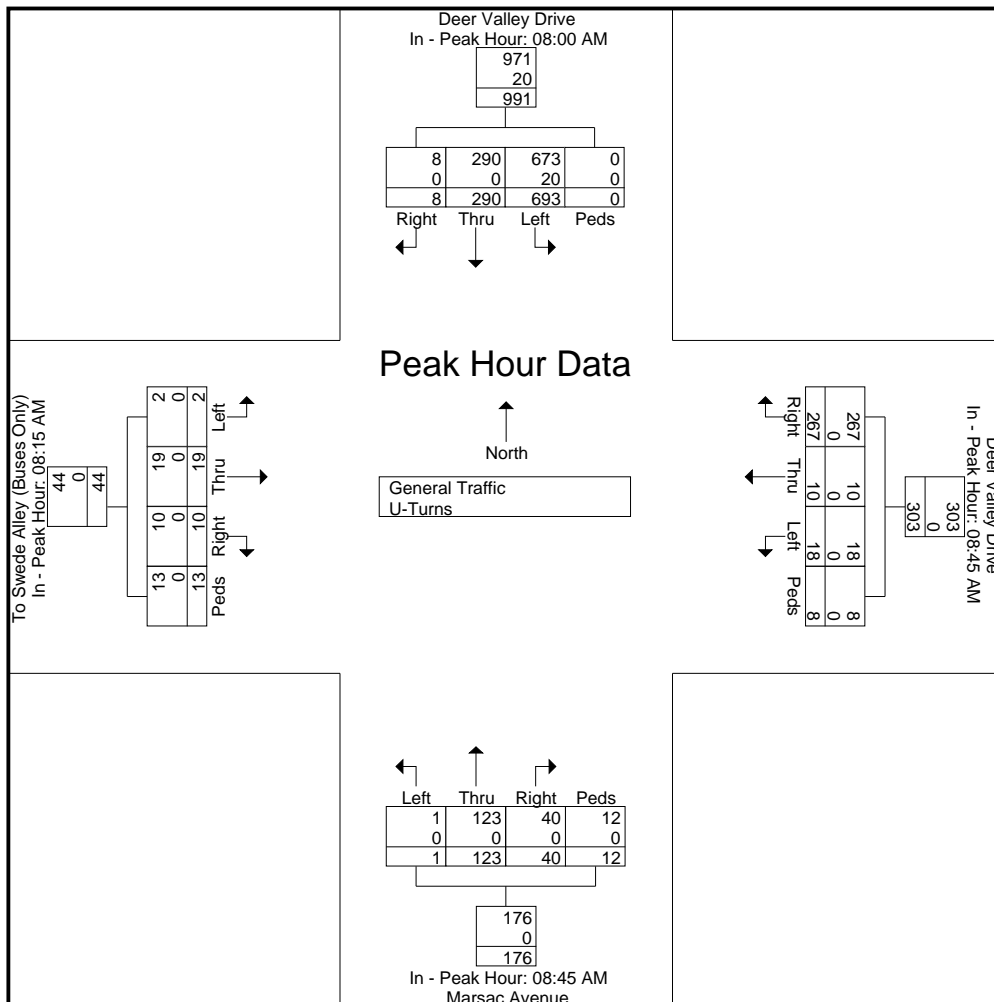 Deer Valley Drive
In - Peak Hour: 08:00 AM
971
20
991
8 290 673 0
0 0 20 0
8 290 693 0
Right Thru Left Peds
Peak Hour Data
North
General Traffic
U-Turns
To Swede Alley (Buses Only)
In - Peak Hour: 08:15 AM
44
0
44
2 19 10 13
0 0 0 0
2 19 10 13
Left Thru Right Peds
Right Thru Left Peds
267 10 18 8
0 0 0 0
267 10 18 8
303
0
303
In - Peak Hour: 08:45 AM
Deer Valley Drive
Left Thru Right Peds
1 123 40 12
0 0 0 0
1 123 40 12
176
0
176
In - Peak Hour: 08:45 AM
Marsac Avenue